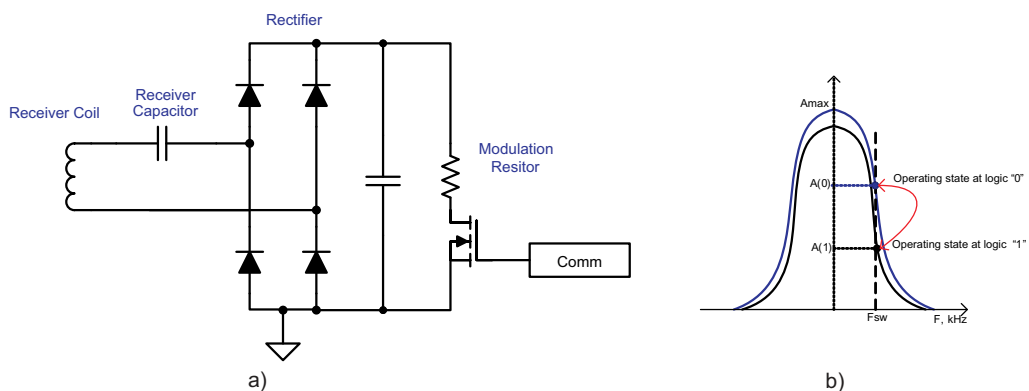 Rectifier
Receiver
Capacitor
Receiver Coil
Modulation
Resitor
Comm
a)
Amax
A(0)
Operating state at logic “0”
A(1)
Operating state at logic “1”
Fsw
F, kHz
b)